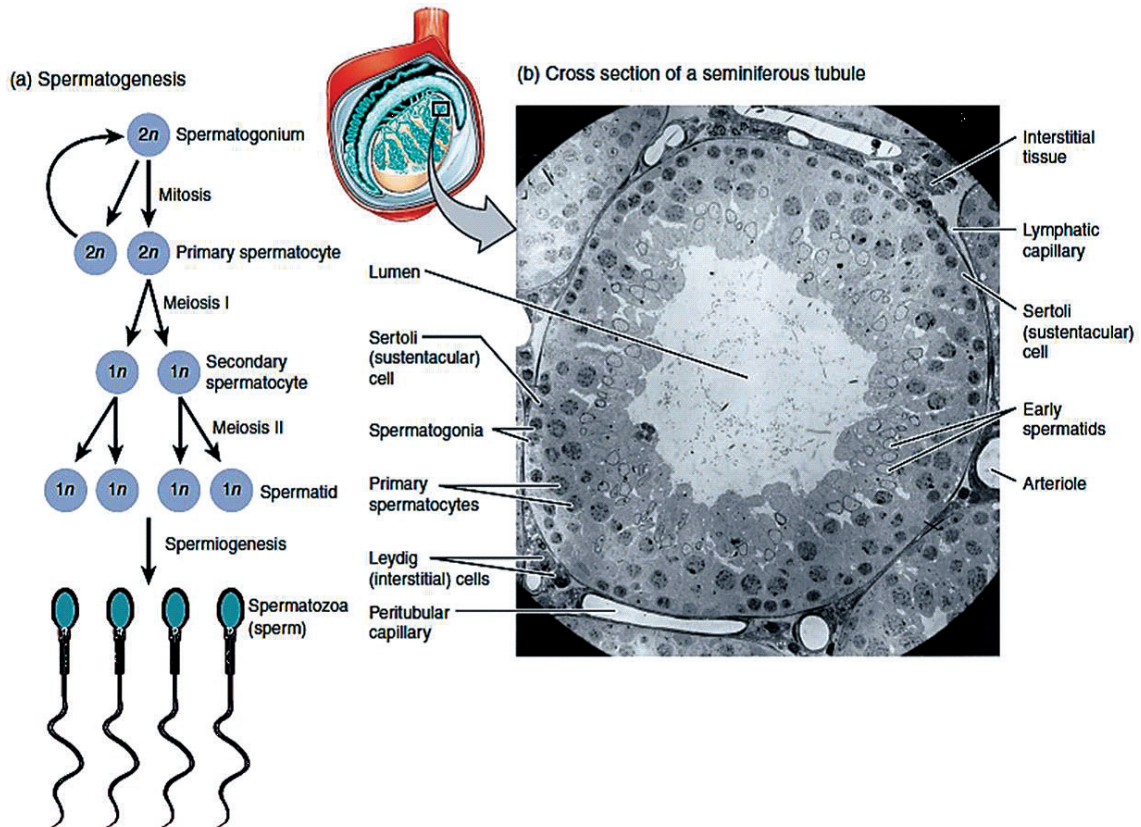 (a) Spermatogenesis
2n
Spermatogonium
Mitosis
2n
2n
Primary spermatocyte
Meiosis I
1n
1n
Secondary
spermatocyte
Meiosis II
1n
1n
1n
1n
Spermatid
Spermiogenesis
Spermatozoa
(sperm)
(b) Cross section of a seminiferous tubule
Lumen
Sertoli
(sustentacular)
cell
Spermatogonia
Primary
spermatocytes
Leydig
(interstitial) cells
Peritubular
capillary
Interstitial
tissue
Lymphatic
capillary
Sertoli
(sustentacular)
cell
Early
spermatids
Arteriole